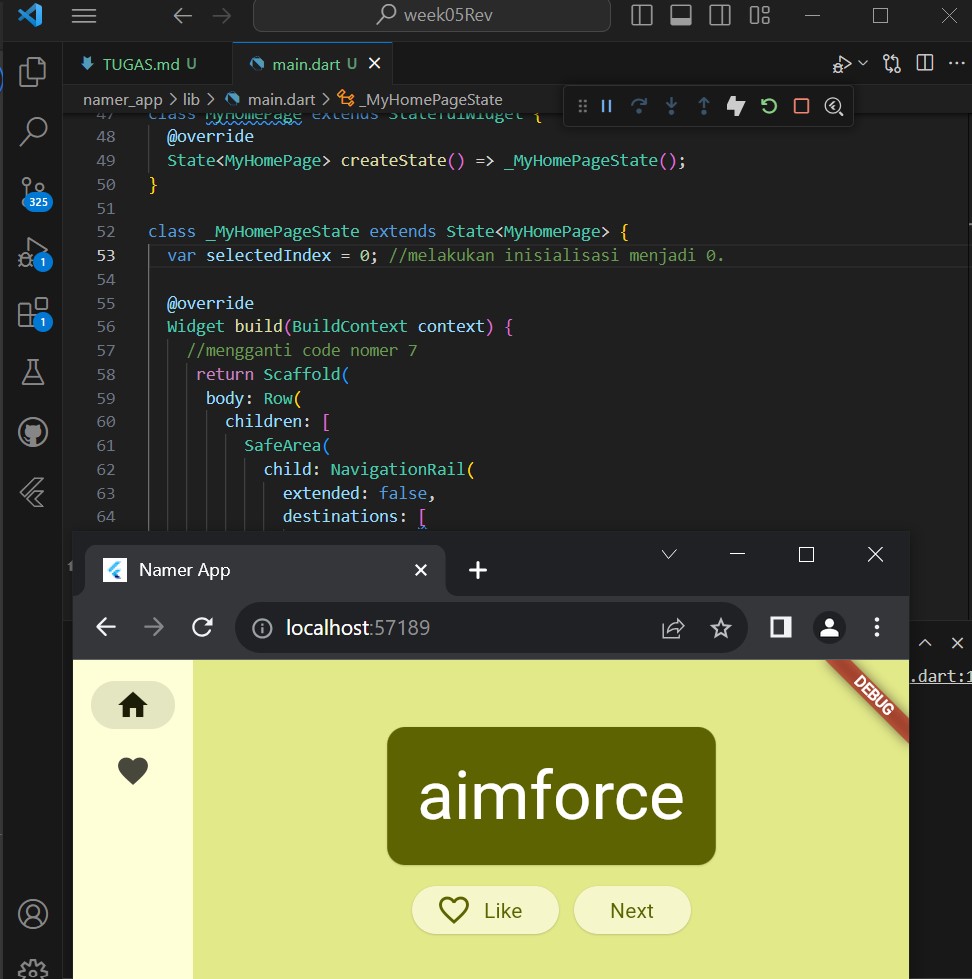 week05Rev
TUGAS.md U
main.dart U
namer_app > lib > main.dart > _MyHomePageState
47 class MyHomePage extends StatefulWidget {
48 @override
49 State<MyHomePage> createState() => _MyHomePageState();
50 }
51
52 class _MyHomePageState extends State<MyHomePage> {
53 var selectedIndex = 0; //melakukan inisialisasi menjadi 0.
54
55 @override
56 Widget build(BuildContext context) {
57 //mengganti code nomer 7
58 return Scaffold(
59 body: Row(
60 children: [
61 SafeArea(
62 child: NavigationRail(
63 extended: false,
64 destinations: [
325
1
1
Namer App
localhost:57189
.dart:1
DEBUG
aimforce
Like
Next